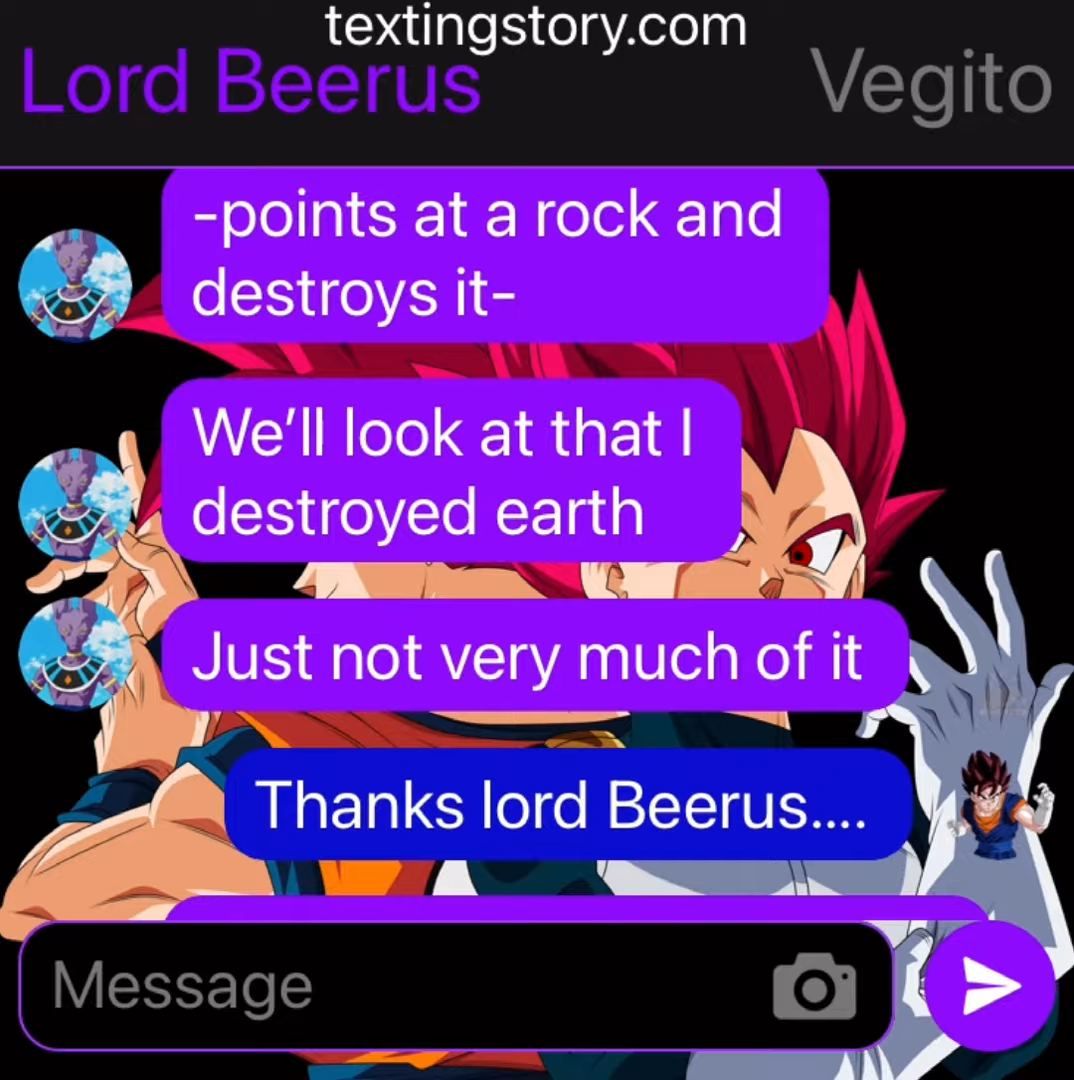 textingstory.com
Lord Beerus Vegito
-points at a rock and
destroys it-
We’ll look at that I
destroyed earth
Just not very much of it
Thanks lord Beerus....
Message